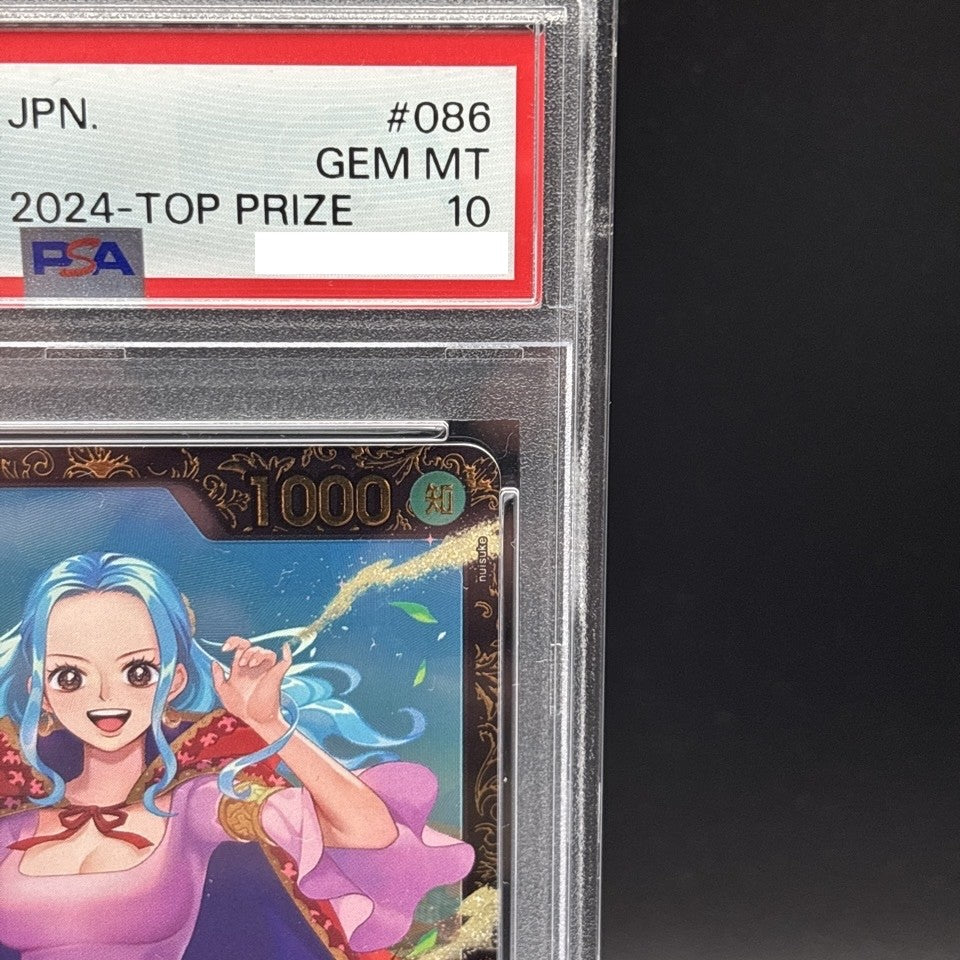 JPN. #086
GEM MT
2024-TOP PRIZE 10
PSA
1000 知
nuisuke